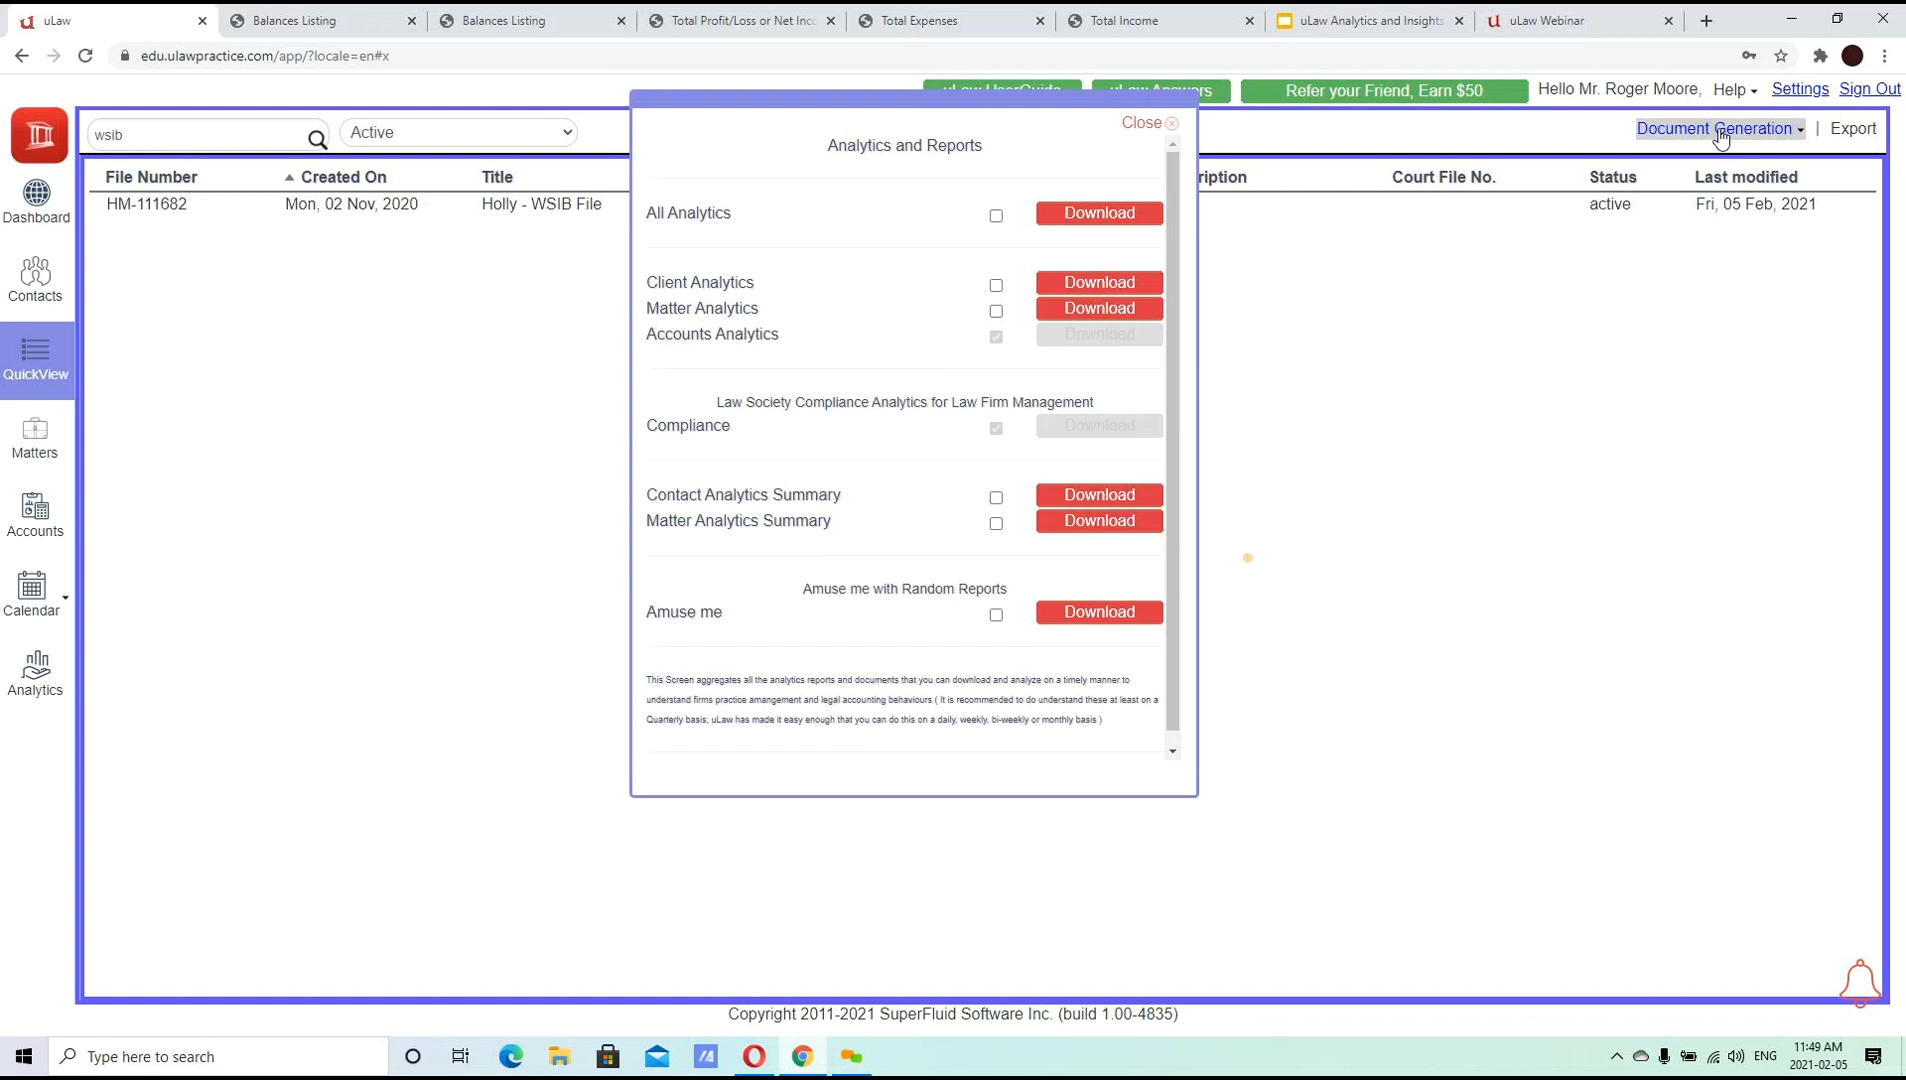 uLaw
Balances Listing
Balances Listing
Total Profit/Loss or Net Inc
Total Expenses
Total Income
uLaw Analytics and Insights
uLaw Webinar
edu.ulawpractice.com/app/?locale=en#x
Refer your Friend, Earn $50
Hello Mr. Roger Moore,
Help
Settings
Sign Out
wsib
Active
Document Generation
|
Export
File Number
Created On
Title
ription
Court File No.
Status
Last modified
HM-111682
Mon, 02 Nov, 2020
Holly - WSIB File
active
Fri, 05 Feb, 2021
Dashboard
Contacts
QuickView
Matters
Accounts
Calendar
Analytics
Close
Analytics and Reports
All Analytics
Download
Client Analytics
Download
Matter Analytics
Download
Accounts Analytics
Download
Law Society Compliance Analytics for Law Firm Management
Compliance
Download
Contact Analytics Summary
Download
Matter Analytics Summary
Download
Amuse me with Random Reports
Amuse me
Download
This Screen aggregates all the analytics reports and documents that you can download and analyze on a timely manner to
understand firms practice amangement and legal accounting behaviours ( It is recommended to do understand these at least on a
Quarterly basis; uLaw has made it easy enough that you can do this on a daily, weekly, bi-weekly or monthly basis )
Copyright 2011-2021 SuperFluid Software Inc. (build 1.00-4835)
Type here to search
ENG
11:49 AM
2021-02-05